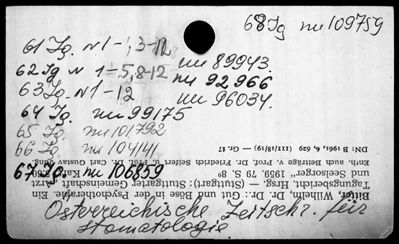 68 Jg nu 109759
61 Jg. N 1-1, 3-12 nu 89943
62 Jg N 1-5, 8-12 nu 92966
63 Jg. N 1-12 nu 96034.
64 Jg. nu 99175
65 Jg. nu 101792
66 Jg. nu 104141
67 Jg. nu 106859
Österreichische Zeitschr. für
Stomatologie
Bitter, Wilhelm, Dr. Dr.: Gut und Böse in der Psychotherapie. Ein
Tagungsbericht. Hrsg. (Stuttgart): Stuttgarter Gemeinschaft „Arzt
und Seelsorger" 1959. 79 S. 8°
Enth. auch Beiträge von Prof. Dr. Friedrich Seifert u. Prof. Dr. Carl Gustav Jung.
DN: B 1961, 6, 629 (111/18/19) — Gr. 17